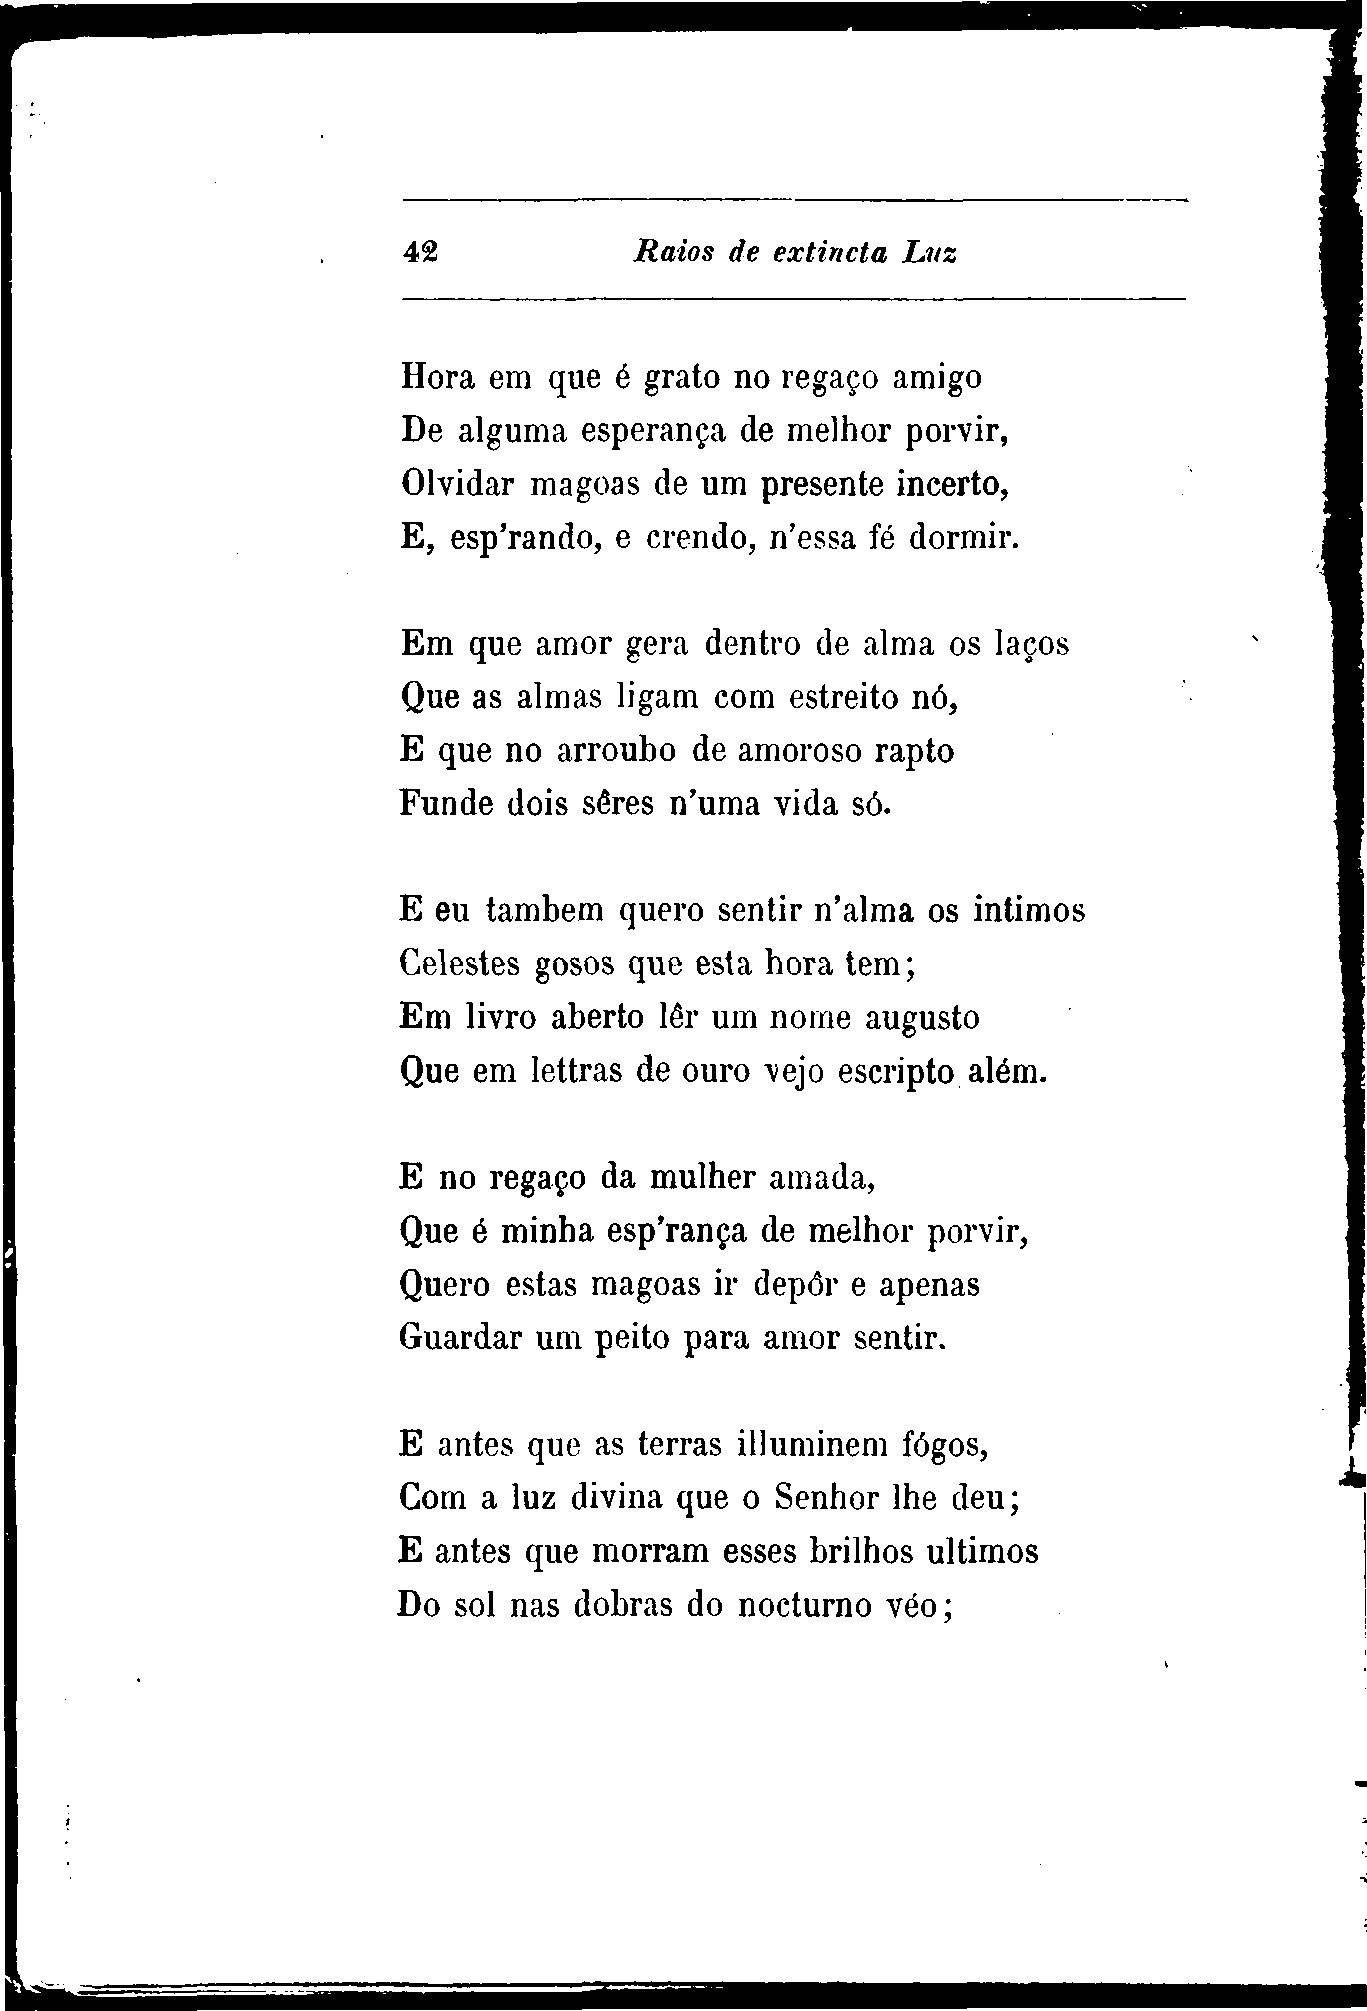 42 Raios de extincta Luz
Hora em que é grato no regaço amigo
De alguma esperança de melhor porvir,
Olvidar magoas de um presente incerto,
E, esp'rando, e crendo, n'essa fé dormir.
Em que amor gera dentro de alma os laços
Que as almas ligam com estreito nó,
E que no arroubo de amoroso rapto
Funde dois sêres n'uma vida só.
E eu tambem quero sentir n'alma os intimos
Celestes gosos que esta hora tem;
Em livro aberto lêr um nome augusto
Que em lettras de ouro vejo escripto além.
E no regaço da mulher amada,
Que é minha esp'rança de melhor porvir,
Quero estas magoas ir depôr e apenas
Guardar um peito para amor sentir.
E antes que as terras illuminem fógos,
Com a luz divina que o Senhor lhe deu;
E antes que morram esses brilhos ultimos
Do sol nas dobras do nocturno véo;